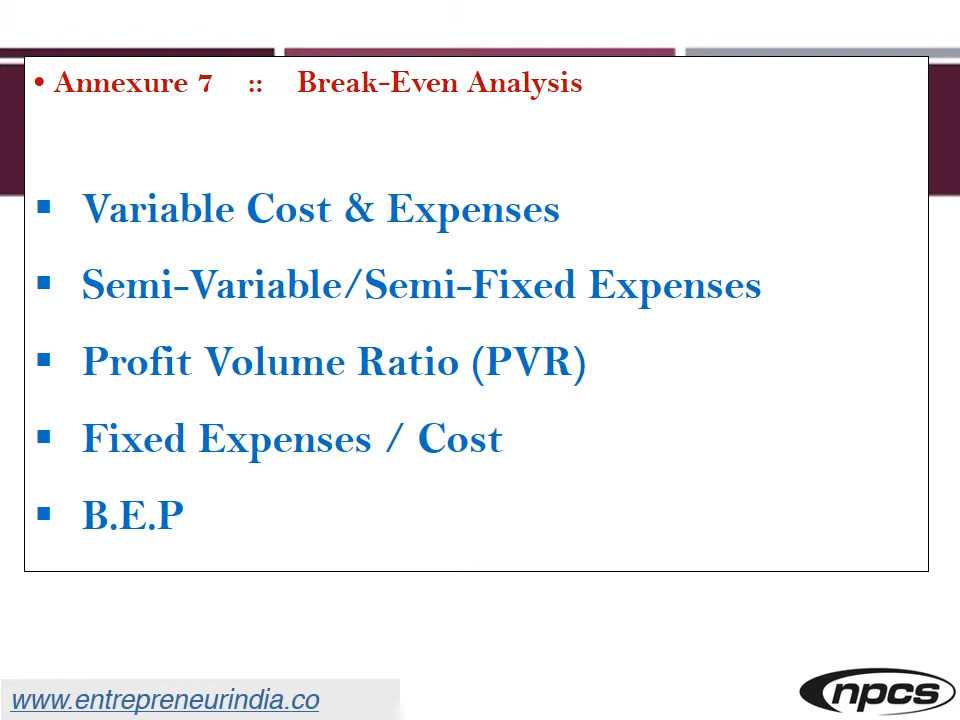 • Annexure 7 :: Break-Even Analysis
▪ Variable Cost & Expenses
▪ Semi-Variable/Semi-Fixed Expenses
▪ Profit Volume Ratio (PVR)
▪ Fixed Expenses / Cost
▪ B.E.P
www.entrepreneurindia.co
npcs